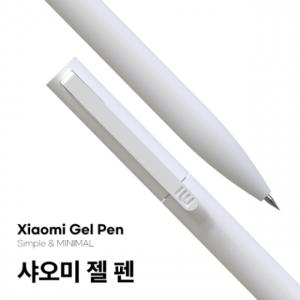 Xiaomi Gel Pen
Simple & MINIMAL
샤오미 젤 펜